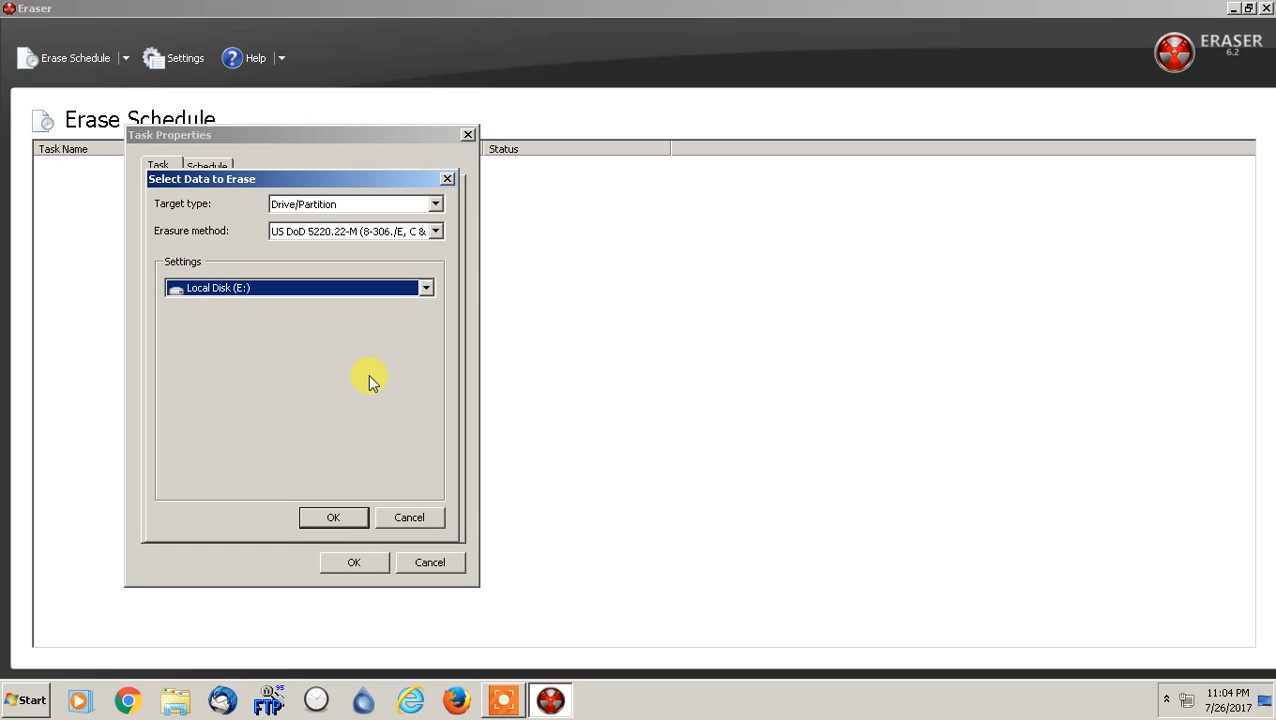 Eraser
Erase Schedule
Settings
Help
ERASER
6.2
Erase Schedule
Task Properties
Task Name
Status
Task
Schedule
Select Data to Erase
Target type:
Drive/Partition
Erasure method:
US DoD 5220.22-M (8-306./E, C &
Settings
Local Disk (E:)
OK
Cancel
OK
Cancel
Start
95
FTP
11:04 PM
7/26/2017